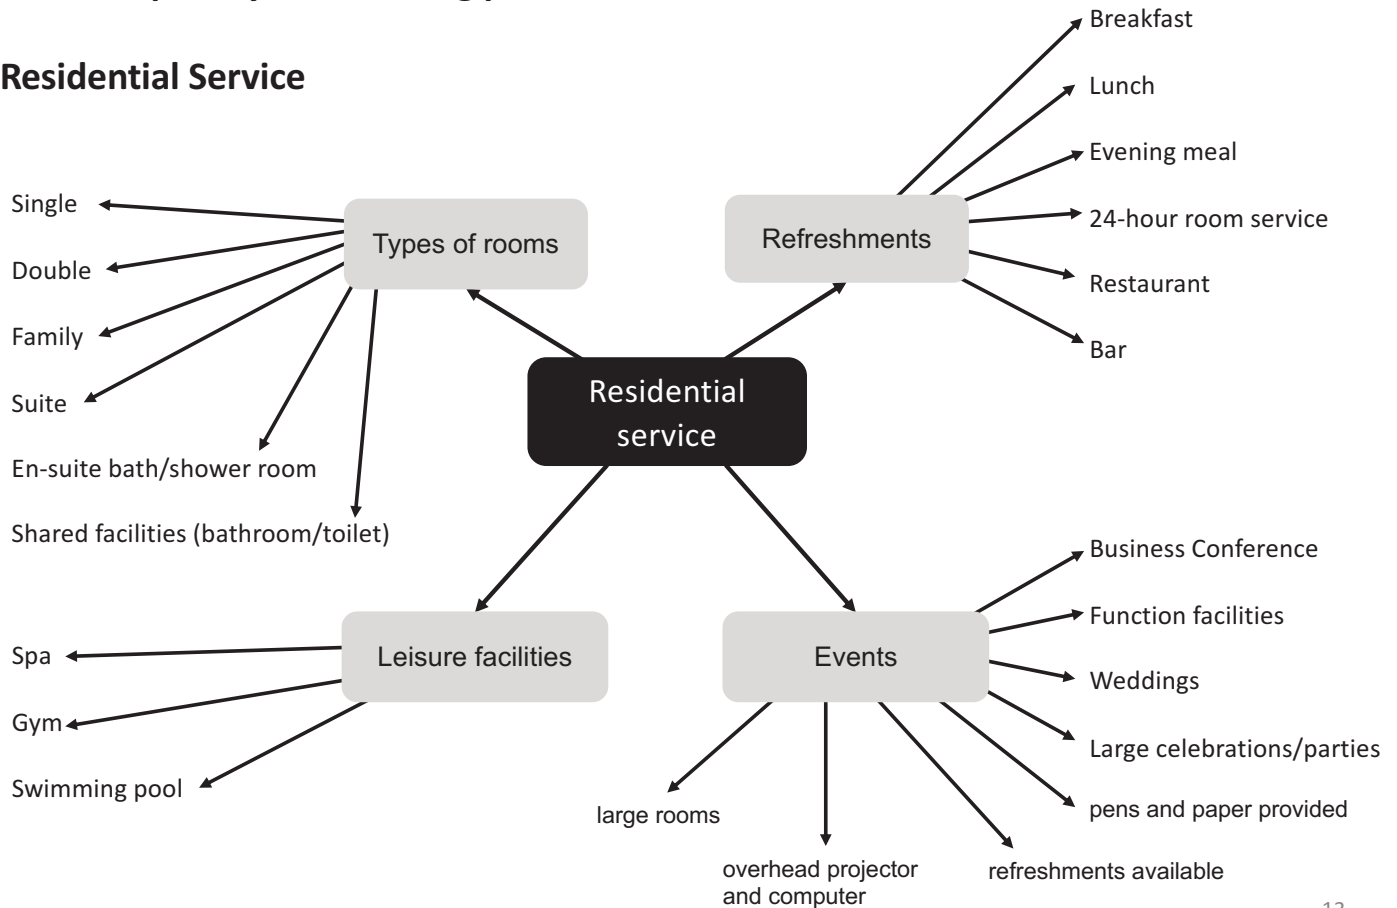 Residential Service
Breakfast
Lunch
Evening meal
24-hour room service
Restaurant
Bar
Refreshments
Types of rooms
Single
Double
Family
Suite
En-suite bath/shower room
Shared facilities (bathroom/toilet)
Residential
service
Leisure facilities
Spa
Gym
Swimming pool
Events
Business Conference
Function facilities
Weddings
Large celebrations/parties
pens and paper provided
refreshments available
overhead projector
and computer
large rooms